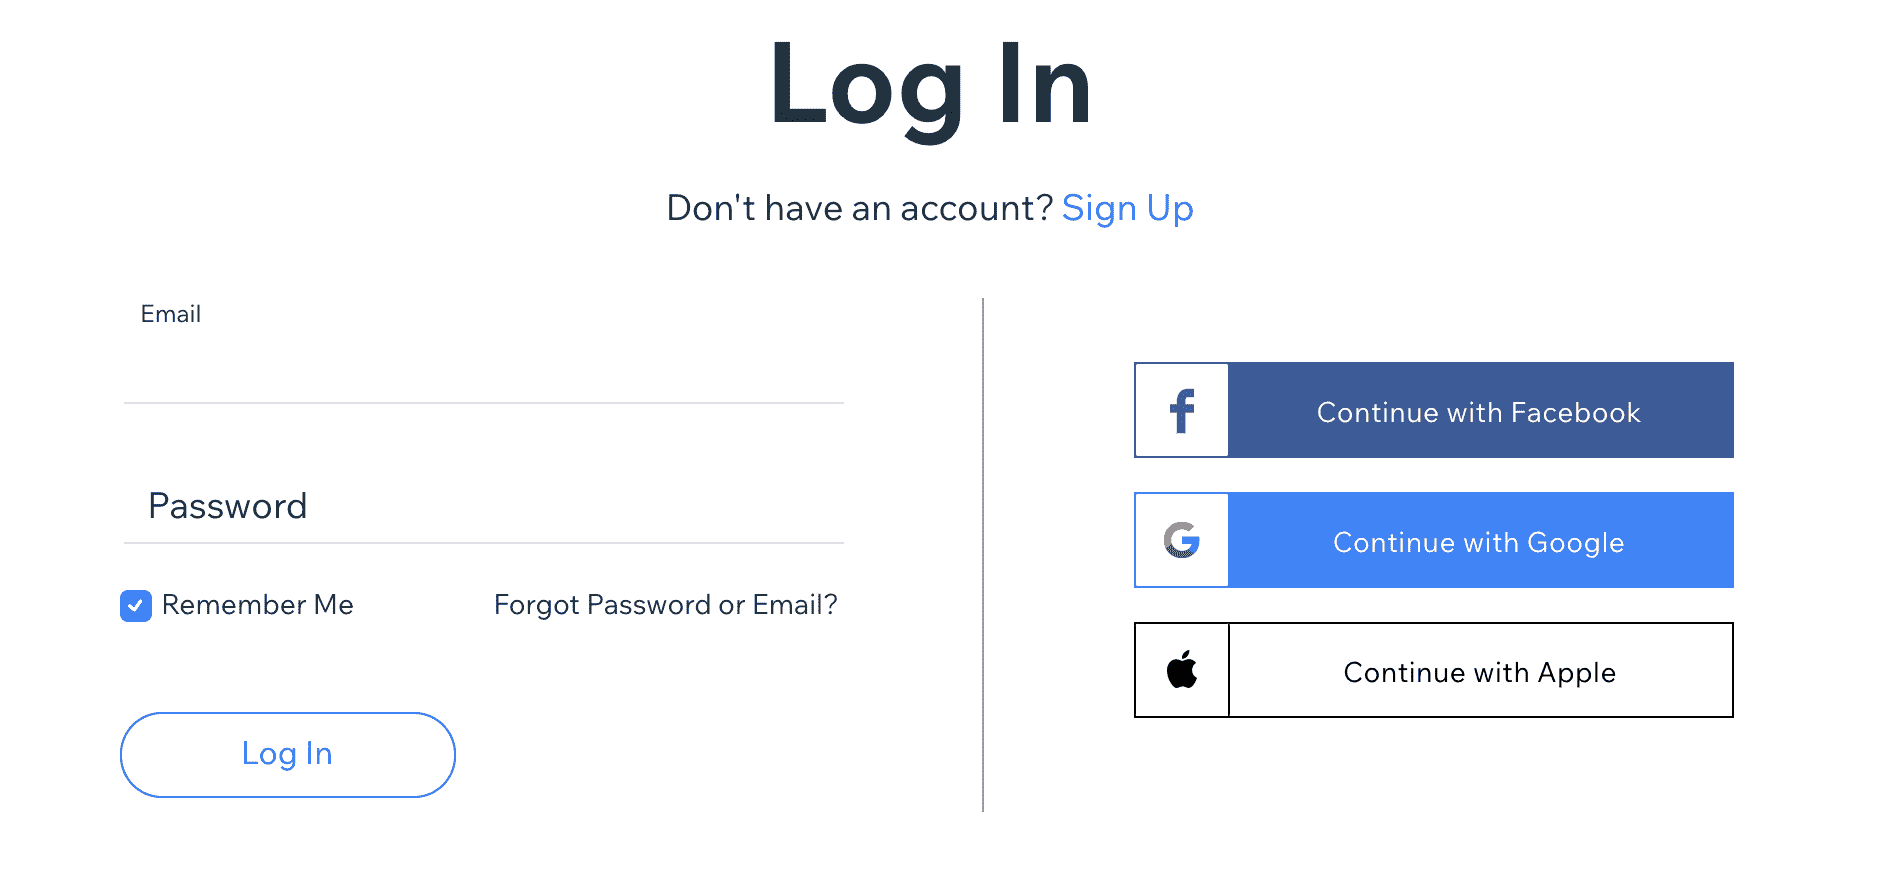 Log In
Don't have an account? Sign Up
Email
Password
Remember Me
Forgot Password or Email?
Log In
Continue with Facebook
Continue with Google
Continue with Apple